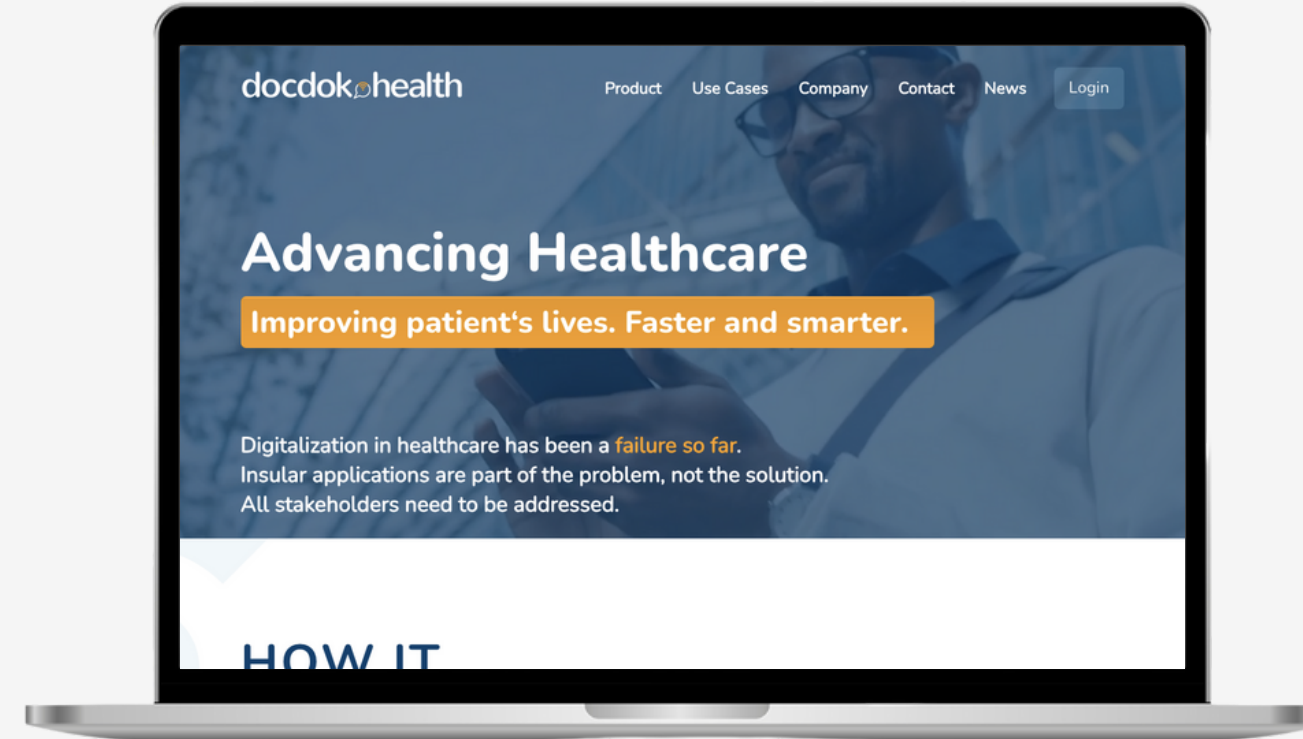 docdok health
Product Use Cases Company Contact News Login
Advancing Healthcare
Improving patient‘s lives. Faster and smarter.
Digitalization in healthcare has been a failure so far.
Insular applications are part of the problem, not the solution.
All stakeholders need to be addressed.
HOW IT